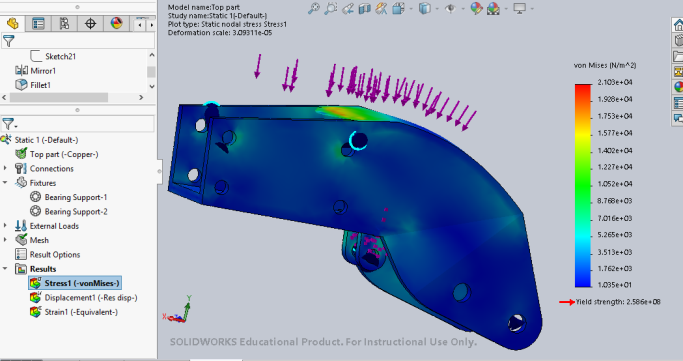 Model name:Top part
Study name:Static 1(-Default-)
Plot type: Static nodal stress Stress1
Deformation scale: 3.09311e-05
Sketch21
Mirror1
Fillet1
Static 1 (-Default-)
Top part (-Copper-)
Connections
Fixtures
Bearing Support-1
Bearing Support-2
External Loads
Mesh
Result Options
Results
Stress1 (-vonMises-)
Displacement1 (-Res disp-)
Strain1 (-Equivalent-)
von Mises (N/m^2)
2.103e+04
1.928e+04
1.753e+04
1.577e+04
1.402e+04
1.227e+04
1.052e+04
8.768e+03
7.016e+03
5.265e+03
3.513e+03
1.762e+03
1.035e+01
Yield strength: 2.586e+08
Y
X
Z
SOLIDWORKS Educational Product. For Instructional Use Only.